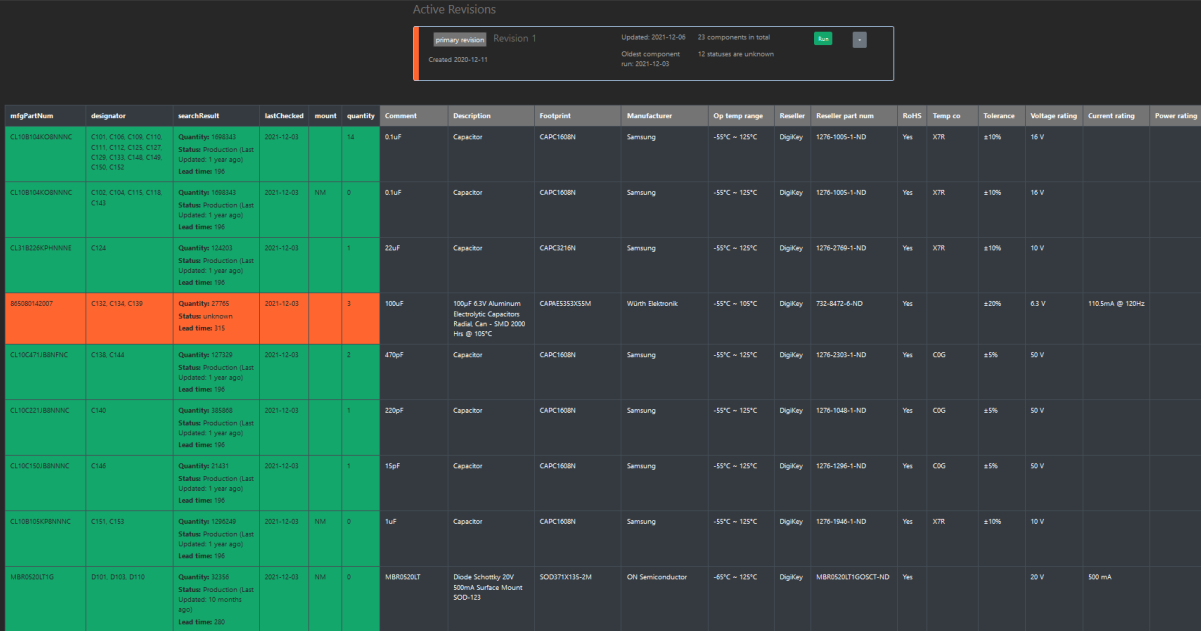 Active Revisions
primary revision Revision 1 Updated: 2021-12-06 23 components in total Run
Created 2020-12-11 Oldest component 12 statuses are unknown
run: 2021-12-03
mfgPartNum designator searchResult lastChecked mount quantity Comment Description Footprint Manufacturer Op temp range Reseller Reseller part num RoHS Temp co Tolerance Voltage rating Current rating Power rating
CL10B104KO8NNNC C101, C106, C109, C110, Quantity: 1698343 2021-12-03 14 0.1uF Capacitor CAPC1608N Samsung -55°C ~ 125°C DigiKey 1276-1005-1-ND Yes X7R ±10% 16 V
C111, C112, C125, C127, Status: Production (Last
C129, C133, C148, C149, Updated: 1 year ago)
C150, C152 Lead time: 196
CL10B104KO8NNNC C102, C104, C115, C118, Quantity: 1698343 2021-12-03 NM 0 0.1uF Capacitor CAPC1608N Samsung -55°C ~ 125°C DigiKey 1276-1005-1-ND Yes X7R ±10% 16 V
C143 Status: Production (Last
Updated: 1 year ago)
Lead time: 196
CL31B226KPHNNNE C124 Quantity: 124203 2021-12-03 1 22uF Capacitor CAPC3216N Samsung -55°C ~ 125°C DigiKey 1276-2769-1-ND Yes X7R ±10% 10 V
Status: Production (Last
Updated: 1 year ago)
Lead time: 196
865080142007 C132, C134, C139 Quantity: 27765 2021-12-03 3 100uF 100µF 6.3V Aluminum CAPAE5353X55M Würth Elektronik -55°C ~ 105°C DigiKey 732-8472-6-ND Yes ±20% 6.3 V 110.5mA @ 120Hz
Status: unknown Electrolytic Capacitors
Lead time: 315 Radial, Can - SMD 2000
Hrs @ 105°C
CL10C471JB8NFNC C138, C144 Quantity: 127329 2021-12-03 2 470pF Capacitor CAPC1608N Samsung -55°C ~ 125°C DigiKey 1276-2303-1-ND Yes C0G ±5% 50 V
Status: Production (Last
Updated: 1 year ago)
Lead time: 196
CL10C221JB8NNNC C140 Quantity: 385868 2021-12-03 1 220pF Capacitor CAPC1608N Samsung -55°C ~ 125°C DigiKey 1276-1048-1-ND Yes C0G ±5% 50 V
Status: Production (Last
Updated: 1 year ago)
Lead time: 196
CL10C150JB8NNNC C146 Quantity: 21431 2021-12-03 1 15pF Capacitor CAPC1608N Samsung -55°C ~ 125°C DigiKey 1276-1296-1-ND Yes C0G ±5% 50 V
Status: Production (Last
Updated: 1 year ago)
Lead time: 196
CL10B105KP8NNNC C151, C153 Quantity: 1296249 2021-12-03 NM 0 1uF Capacitor CAPC1608N Samsung -55°C ~ 125°C DigiKey 1276-1946-1-ND Yes X7R ±10% 10 V
Status: Production (Last
Updated: 1 year ago)
Lead time: 196
MBR0520LT1G D101, D103, D110 Quantity: 32356 2021-12-03 NM 0 MBR0520LT Diode Schottky 20V SOD371X135-2M ON Semiconductor -65°C ~ 125°C DigiKey MBR0520LT1GOSCT-ND Yes 20 V 500 mA
Status: Production (Last 500mA Surface Mount
Updated: 10 months SOD-123
ago)
Lead time: 280